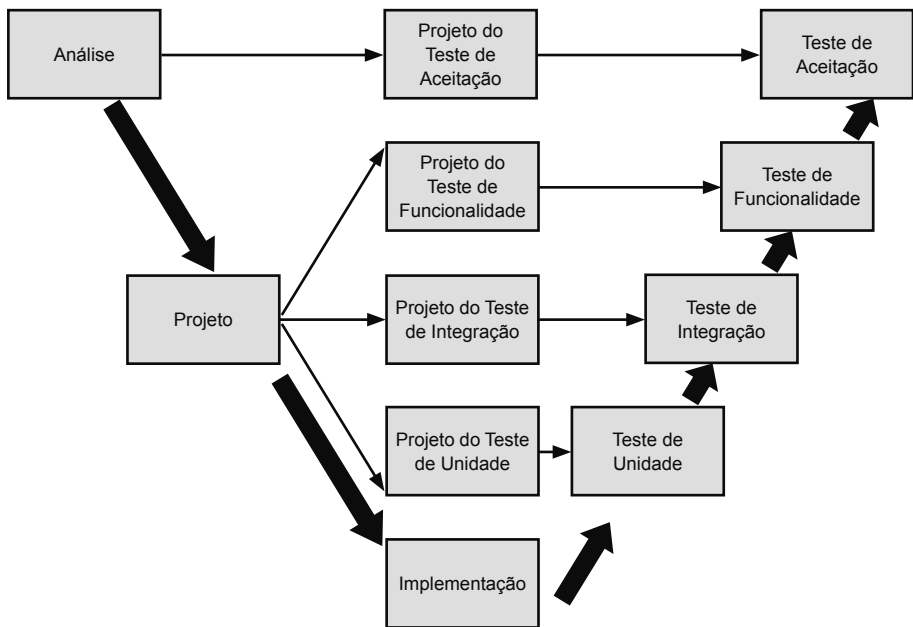 Análise
Projeto do
Teste de
Aceitação
Teste de
Aceitação
Projeto do
Teste de
Funcionalidade
Teste de
Funcionalidade
Projeto
Projeto do Teste
de Integração
Teste de
Integração
Projeto do Teste
de Unidade
Teste de
Unidade
Implementação